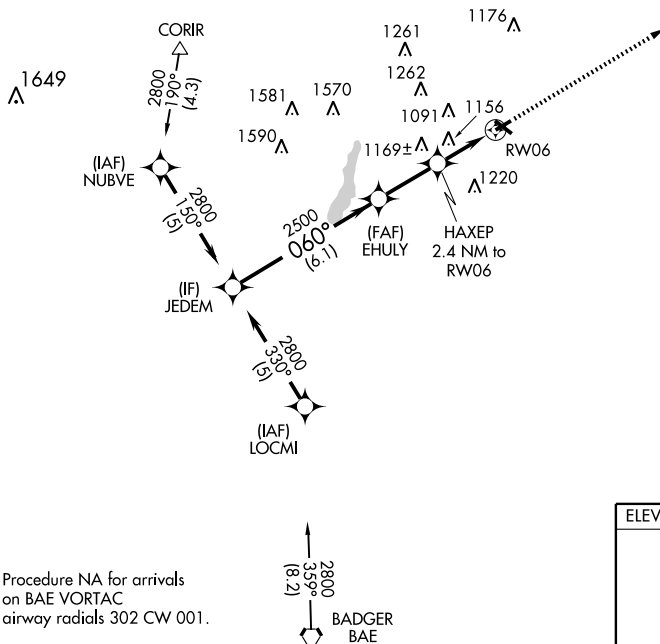 CORIR
2800
190°
(4.3)
1649
1581
1570
1590
1261
1262
1176
1091
1156
1169±
1220
RW06
(IAF)
NUBVE
2800
150°
(5)
2500
060°
(6.1)
(FAF)
EHULY
HAXEP
2.4 NM to
RW06
(IF)
JEDEM
2800
330°
(5)
(IAF)
LOCMI
ELEV
Procedure NA for arrivals
on BAE VORTAC
airway radials 302 CW 001.
2800
359°
(8.2)
BADGER
BAE